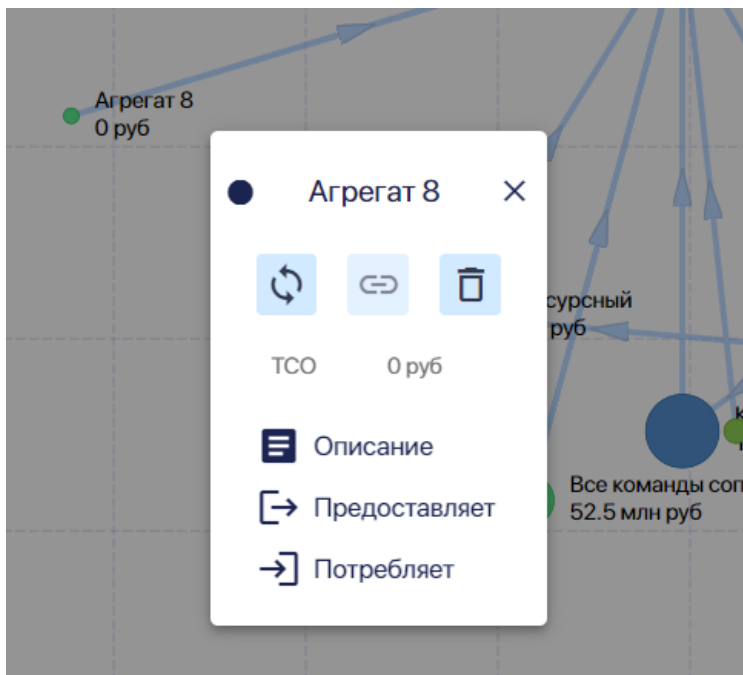 Агрегат 8
0 руб
Агрегат 8
TCO 0 руб
Описание
Предоставляет
Потребляет
сурсный
руб
Все команды соп
52.5 млн руб